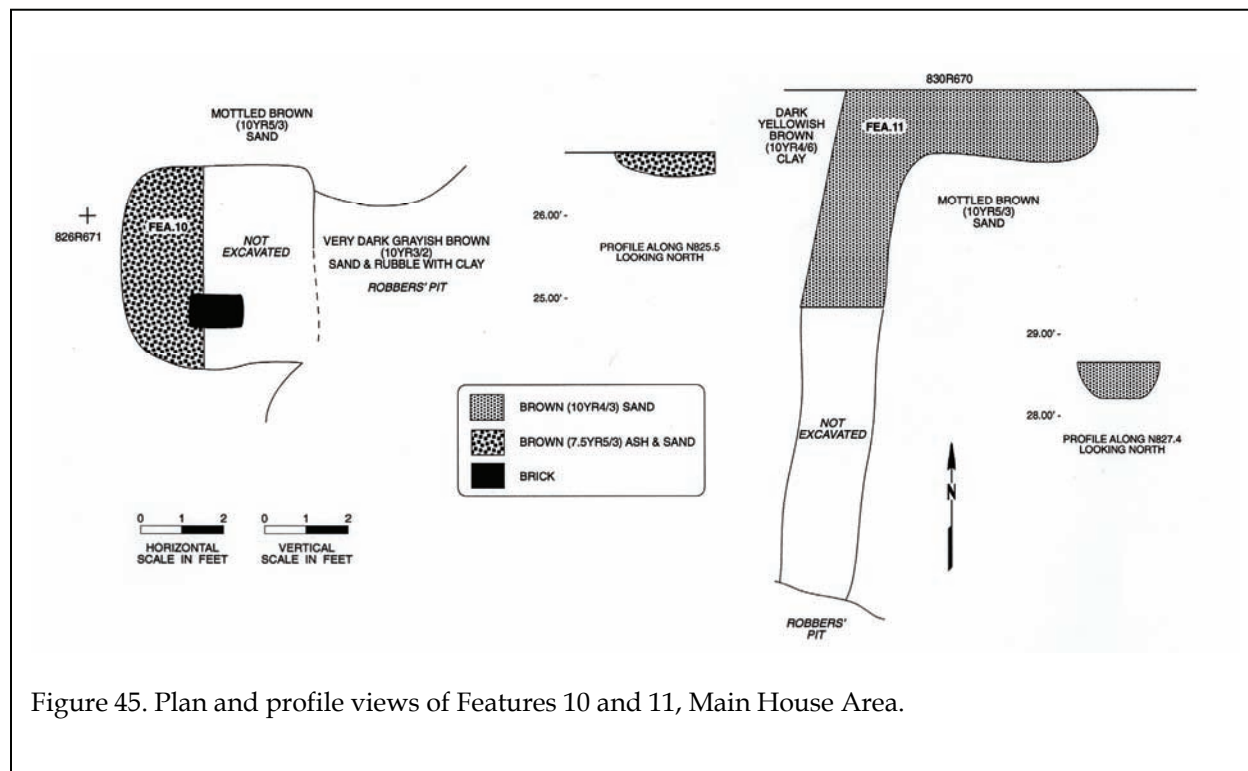 MOTTLED BROWN
(10YR5/3)
SAND
826R671
FEA.10
NOT
EXCAVATED
VERY DARK GRAYISH BROWN
(10YR3/2)
SAND & RUBBLE WITH CLAY
ROBBERS' PIT
26.00' -
PROFILE ALONG N825.5
LOOKING NORTH
25.00' -
830R670
DARK
YELLOWISH
BROWN
(10YR4/6)
CLAY
FEA.11
MOTTLED BROWN
(10YR5/3)
SAND
29.00' -
28.00' -
PROFILE ALONG N827.4
LOOKING NORTH
NOT
EXCAVATED
ROBBERS'
PIT
N
BROWN (10YR4/3) SAND
BROWN (7.5YR5/3) ASH & SAND
BRICK
0 1 2
HORIZONTAL
SCALE IN FEET
0 1 2
VERTICAL
SCALE IN FEET
Figure 45. Plan and profile views of Features 10 and 11, Main House Area.